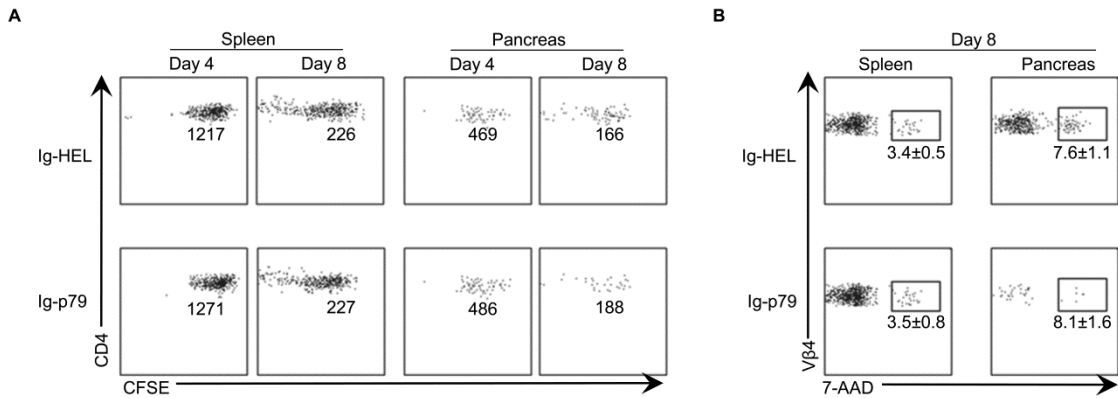 A
Spleen
Pancreas
Day 4
Day 8
Day 4
Day 8
Ig-HEL
1217
226
469
166
Ig-p79
1271
227
486
188
CD4
CFSE
B
Day 8
Spleen
Pancreas
Ig-HEL
3.4±0.5
7.6±1.1
Ig-p79
3.5±0.8
8.1±1.6
Vβ4
7-AAD